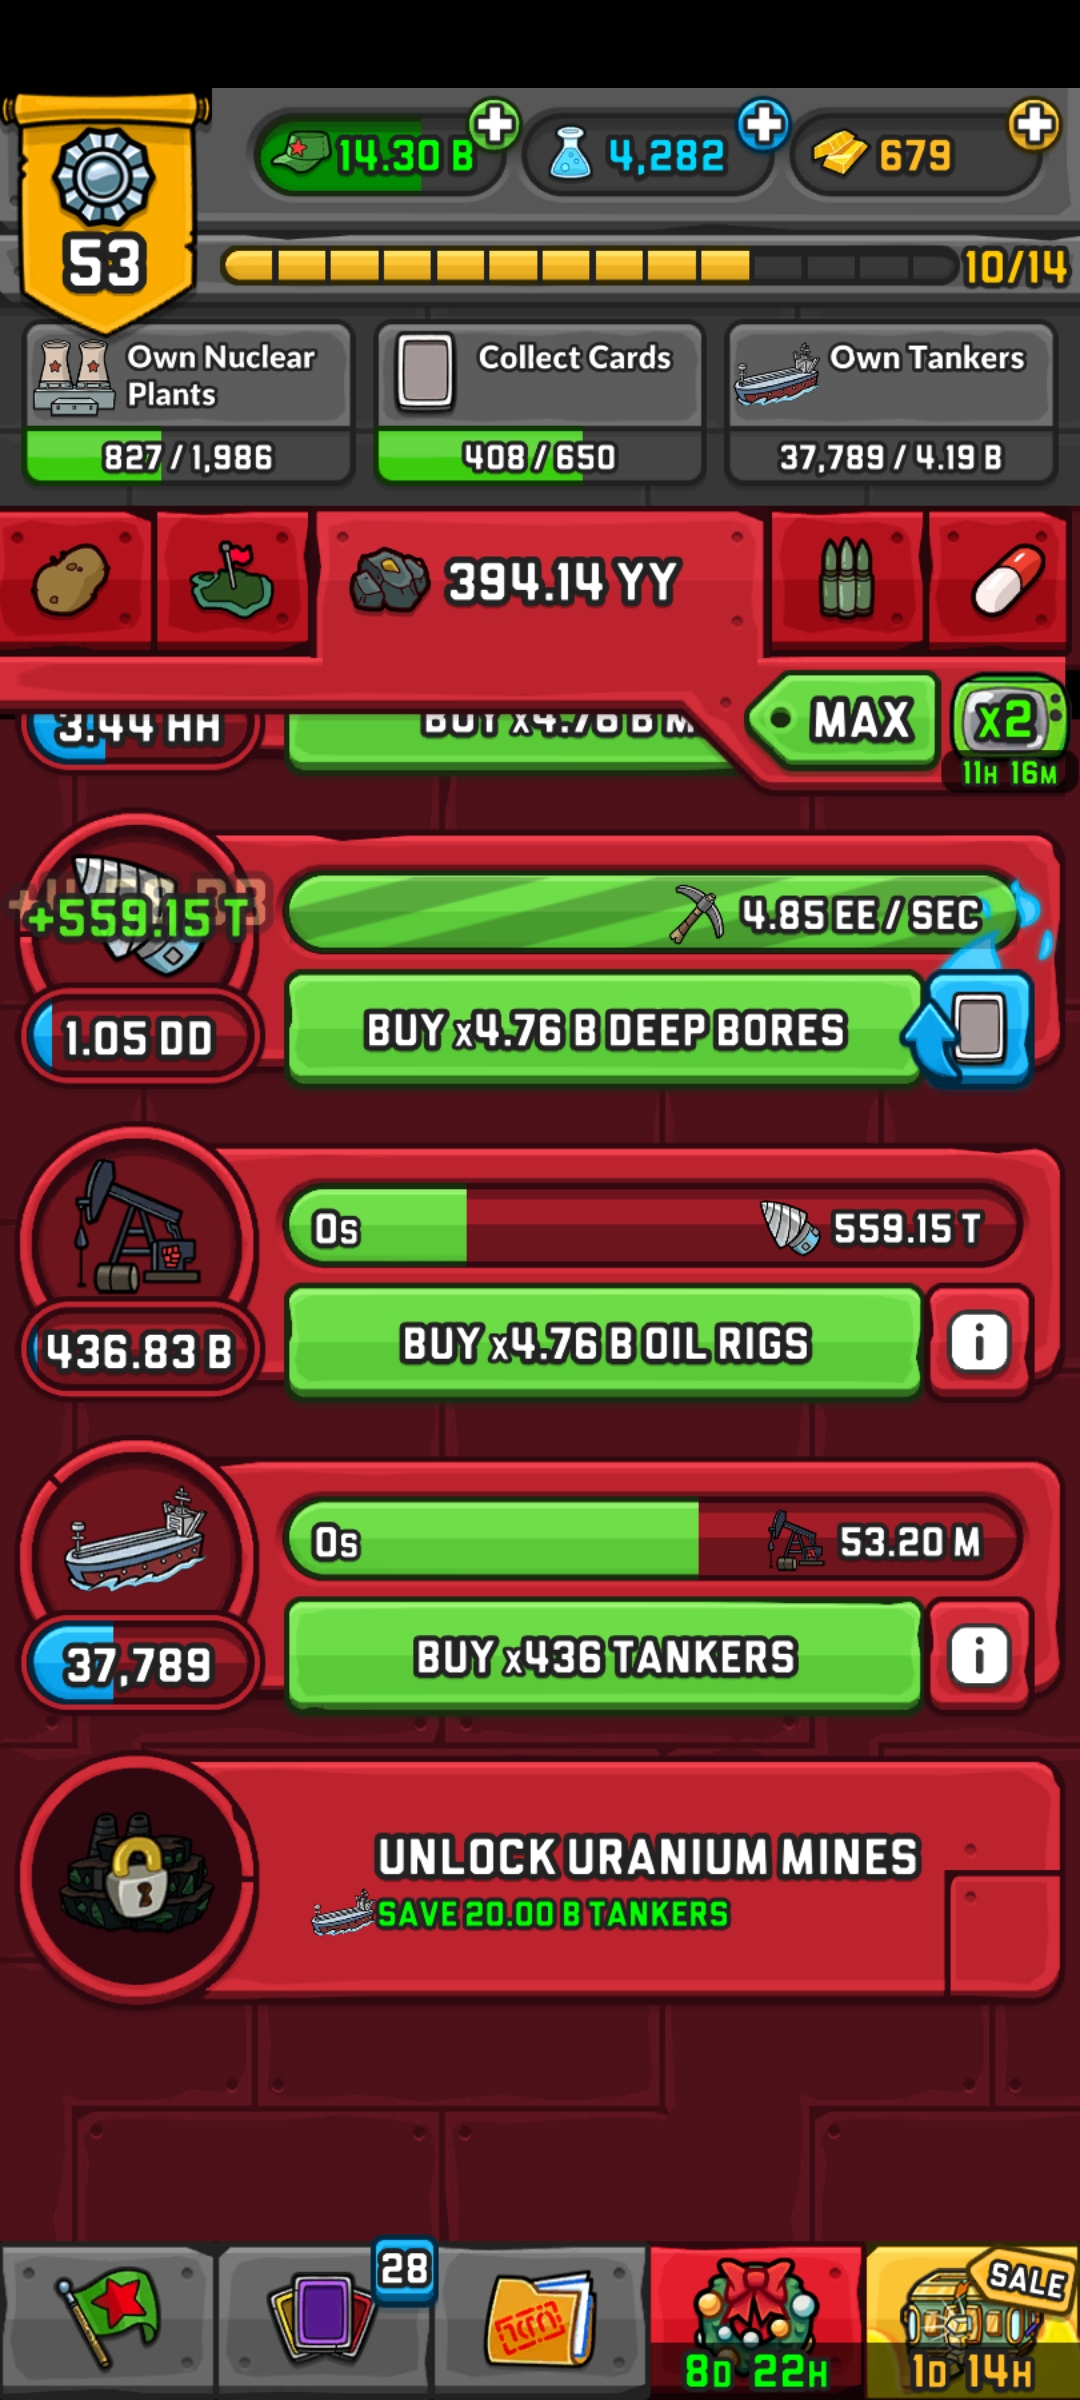 14.30 B
4,282
679
53
10/14
Own Nuclear
Plants
827/1,986
Collect Cards
408/650
Own Tankers
37,789/4.19 B
394.14 YY
MAX
x2
11H 16M
3.44 HH
BUY x4.76 B M
+559.15 T
4.85 EE/SEC
1.05 DD
BUY x4.76 B DEEP BORES
0s
559.15 T
436.83 B
BUY x4.76 B OIL RIGS
i
0s
53.20 M
37,789
BUY x436 TANKERS
i
UNLOCK URANIUM MINES
SAVE 20.00 B TANKERS
28
SALE
8D 22H
1D 14H